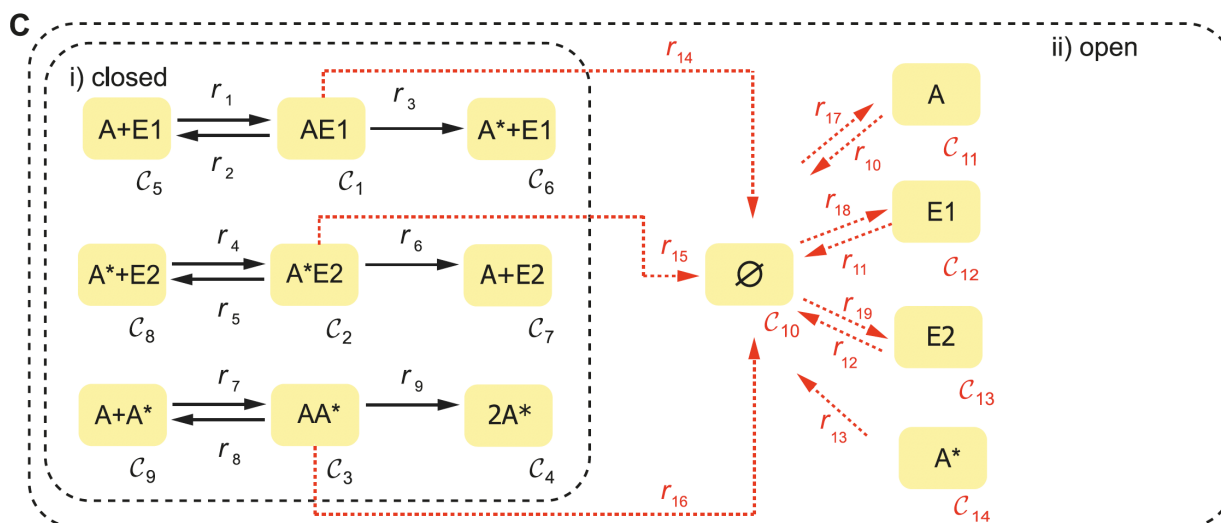 C
ii) open
i) closed
r14
A+E1
r1
r2
AE1
r3
A*+E1
C5
C1
C6
r17
r10
A
C11
r18
r11
E1
C12
A*+E2
r4
r5
A*E2
r6
A+E2
C8
C2
C7
r15
∅
C10
r19
r12
E2
C13
A+A*
r7
r8
AA*
r9
2A*
C9
C3
C4
r16
r13
A*
C14